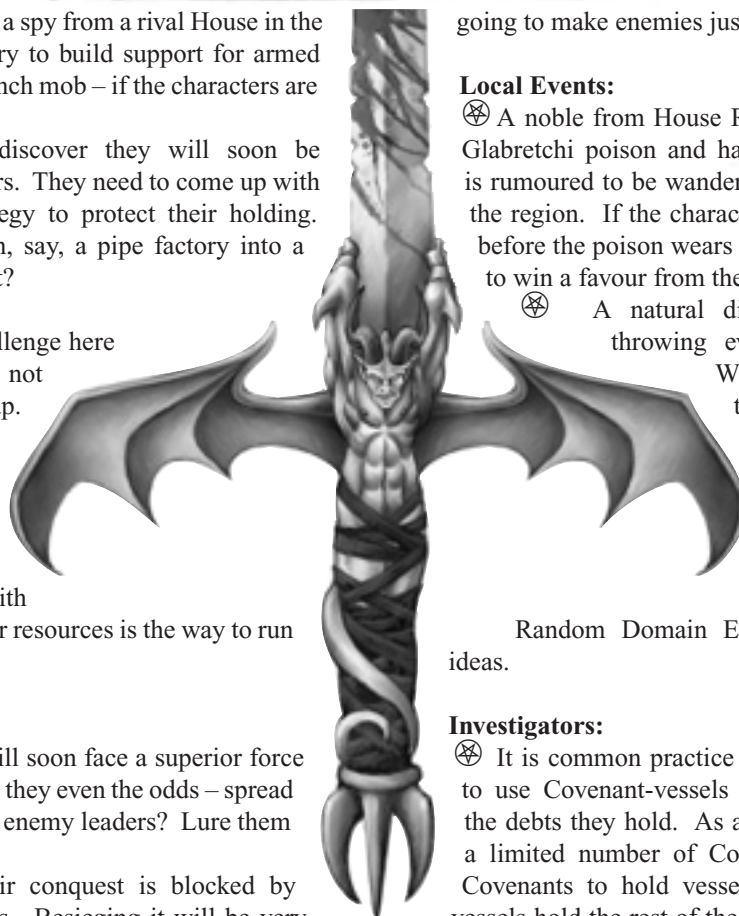 a spy from a rival House in the
ry to build support for armed
nch mob – if the characters are
discover they will soon be
rs. They need to come up with
egy to protect their holding.
n, say, a pipe factory into a
t?
llenge here
not
p.
ith
r resources is the way to run
ill soon face a superior force
they even the odds – spread
enemy leaders? Lure them
ir conquest is blocked by
s. Besieging it will be very
going to make enemies jus
Local Events:
A noble from House R
Glabretchi poison and ha
is rumoured to be wander
the region. If the charac
before the poison wears
to win a favour from the
A natural di
throwing ev
W
t
Random Domain E
ideas.
Investigators:
It is common practice
to use Covenant-vessels
the debts they hold. As a
a limited number of Co
Covenants to hold vesse
vessels hold the rest of the